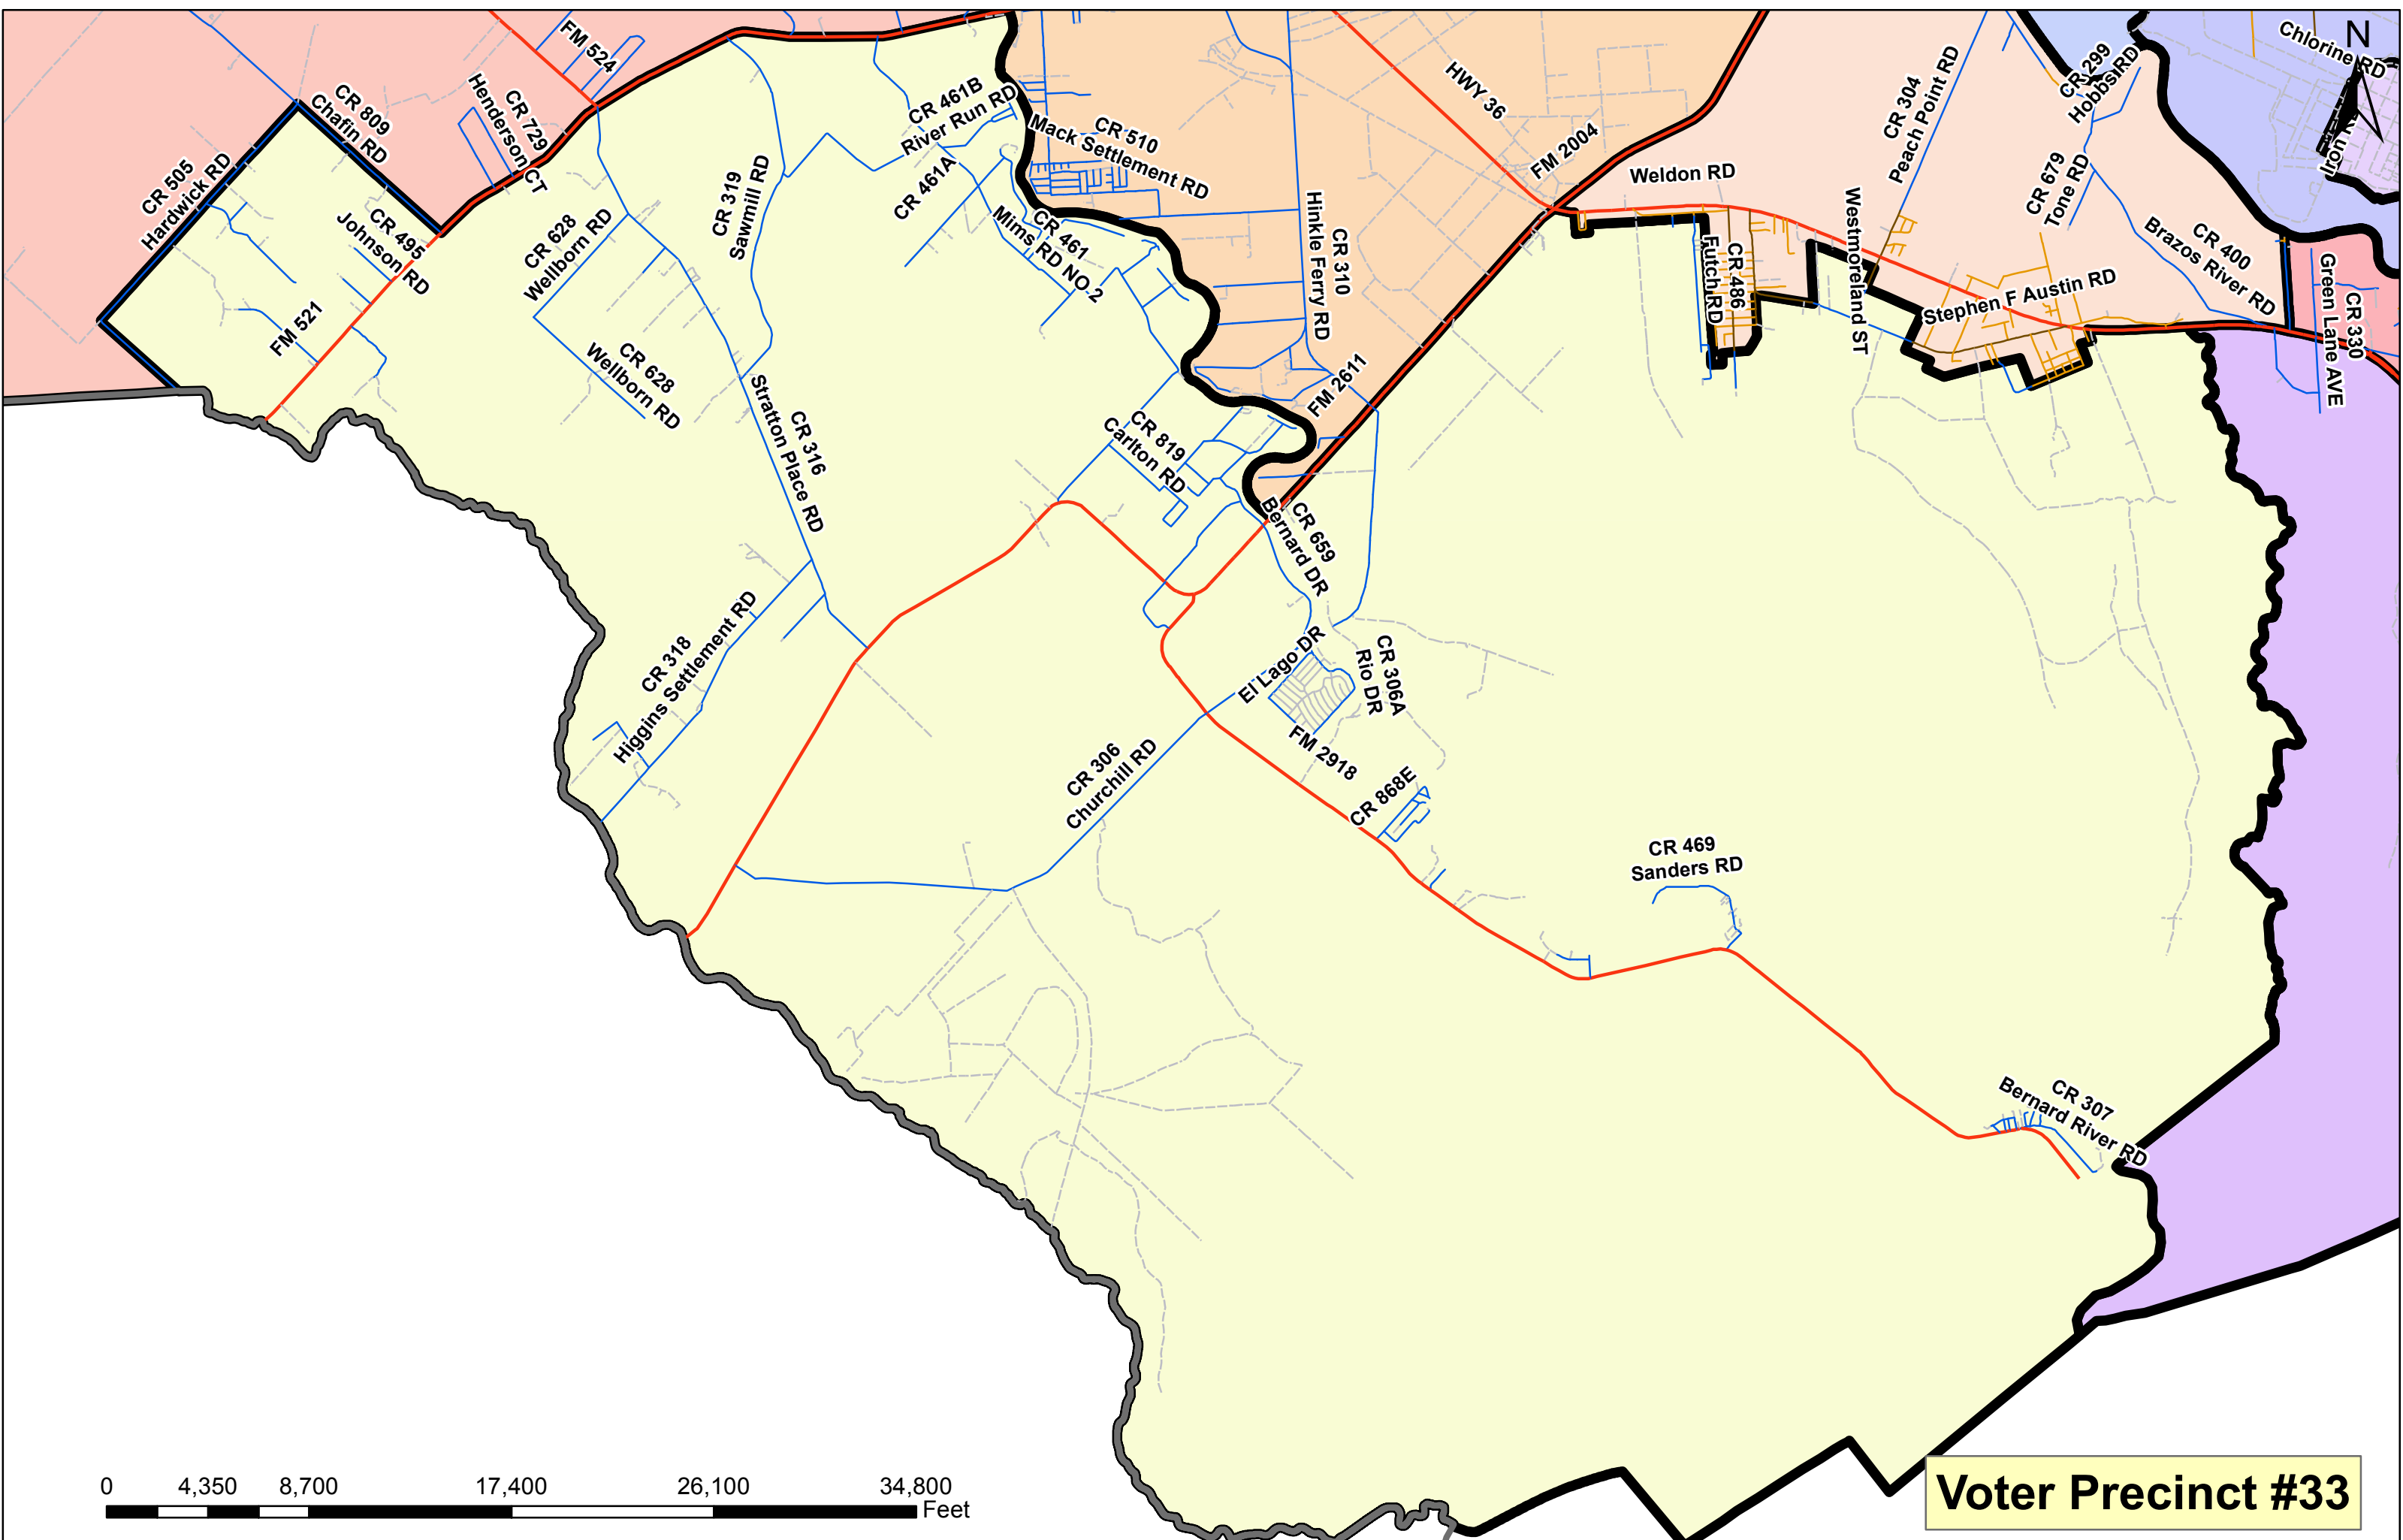 FM 524
CR 809
Chafin RD
CR 729
Henderson CT
CR 505
Hardwick RD
CR 495
Johnson RD
FM 521
CR 628
Wellborn RD
CR 628
Wellborn RD
CR 319
Sawmill RD
CR 461B
River Run RD
CR 461A
CR 510
Mack Settlement RD
CR 461
Mims RD NO 2
CR 310
Hinkle Ferry RD
HWY 36
FM 2004
Weldon RD
CR 304
Peach Point RD
CR 299
Hobbs RD
Chlorine RD
N
CR 679
Tone RD
Westmoreland ST
CR 486
Futch RD
Stephen F Austin RD
CR 400
Brazos River RD
CR 330
Green Lane AVE
FM 2611
CR 819
Carlton RD
CR 316
Stratton Place RD
CR 659
Bernard DR
CR 318
Higgins Settlement RD
El Lago DR
CR 306A
Rio DR
FM 2918
CR 306
Churchill RD
CR 868E
CR 469
Sanders RD
CR 307
Bernard River RD
0 4,350 8,700 17,400 26,100 34,800
Feet
Voter Precinct #33